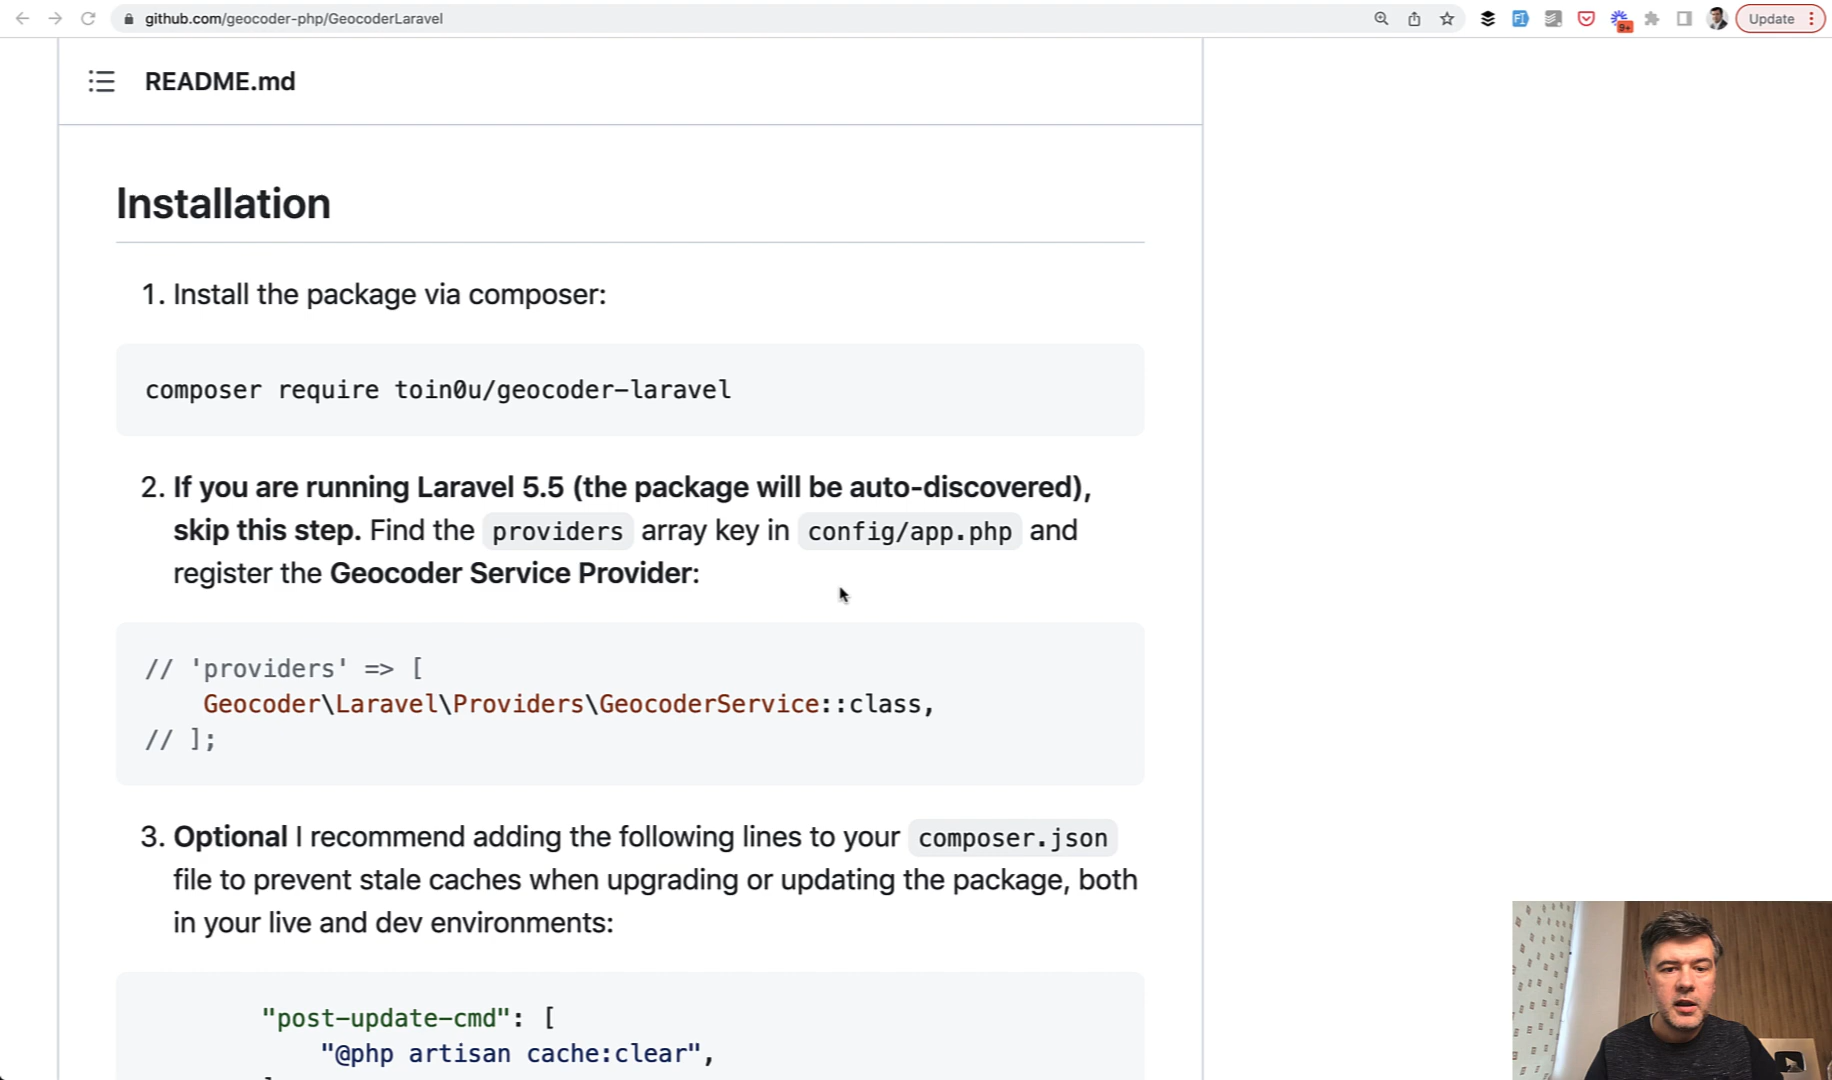 github.com/geocoder-php/GeocoderLaravel
Update
9+
README.md
Installation
1. Install the package via composer:
composer require toin0u/geocoder-laravel
2. If you are running Laravel 5.5 (the package will be auto-discovered),
skip this step. Find the providers array key in config/app.php and
register the Geocoder Service Provider:
// 'providers' => [
Geocoder\Laravel\Providers\GeocoderService::class,
// ];
3. Optional I recommend adding the following lines to your composer.json
file to prevent stale caches when upgrading or updating the package, both
in your live and dev environments:
"post-update-cmd": [
"@php artisan cache:clear",